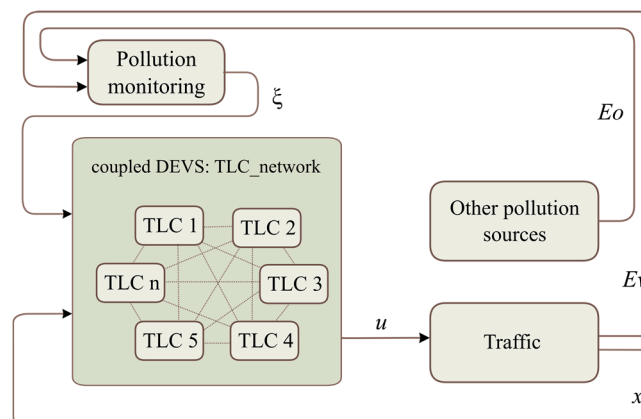 Pollution
monitoring
ξ
Eo
coupled DEVS: TLC_network
TLC 1
TLC 2
TLC n
TLC 3
TLC 5
TLC 4
Other pollution
sources
Ev
u
Traffic
x